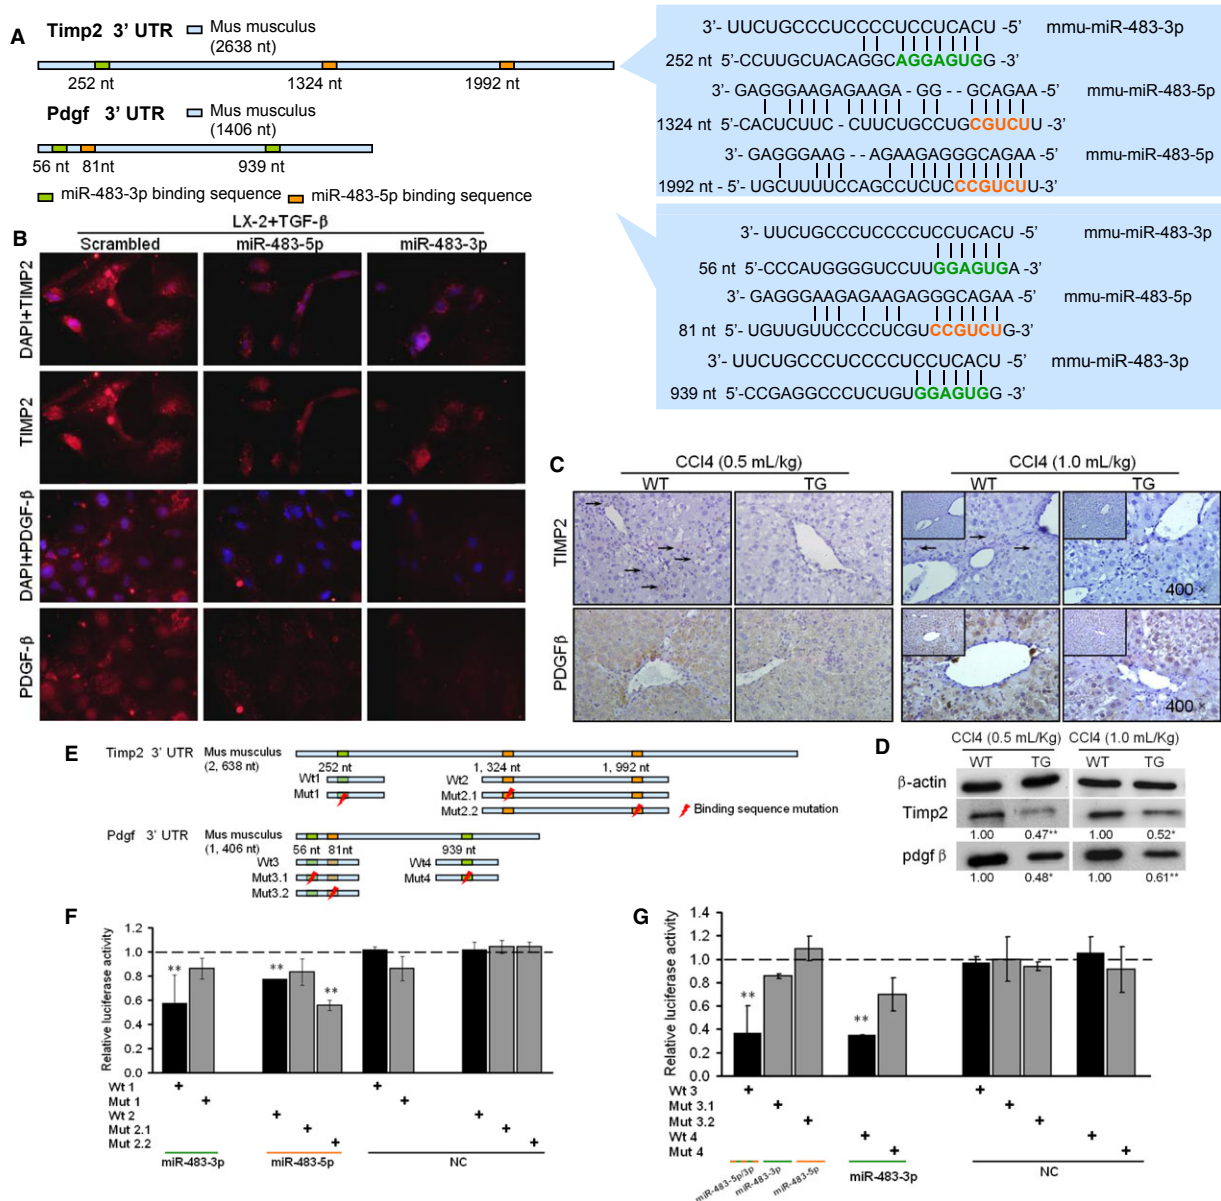 A
Timp2 3’ UTR
Mus musculus
(2638 nt)
252 nt
1324 nt
1992 nt
Pdgf 3’ UTR
Mus musculus
(1406 nt)
56 nt
81nt
939 nt
miR-483-3p binding sequence
miR-483-5p binding sequence
3’- UUCUGCCCUCCCCUCCUCACU -5’ mmu-miR-483-3p
252 nt 5’-CCUUGCUACAGGCAGGAGUGG -3’
3’- GAGGGAAGAGAAGA - GG - - GCAGAA -5’ mmu-miR-483-5p
1324 nt 5’-CACUCUUC - CUUCUGCCUGCGUCUU -3’
3’- GAGGGAAG - - AGAAGAGGGCAGAA -5’ mmu-miR-483-5p
1992 nt - 5’- UGCUUUUCCAGCCUCUCCCGUCUU-3’
3’- UUCUGCCCUCCCCUCCUCACU -5’ mmu-miR-483-3p
56 nt 5’-CCCAUGGGGUCCUUGGAGUGA -3’
3’- GAGGGAAGAGAAGAGGGCAGAA -5’ mmu-miR-483-5p
81 nt 5’- UGUUGUUCCCCUCGUCCGUCUG-3’
3’- UUCUGCCCUCCCCUCCUCACU -5’ mmu-miR-483-3p
939 nt 5’-CCGAGGCCCUCUGUGGAGUGG -3’
B
LX-2+TGF-β
Scrambled
miR-483-5p
miR-483-3p
DAPI+TIMP2
TIMP2
DAPI+PDGF-β
PDGF-β
C
CCl4 (0.5 mL/kg)
CCl4 (1.0 mL/kg)
WT
TG
WT
TG
TIMP2
400 ×
PDGFβ
400 ×
D
CCl4 (0.5 mL/Kg)
CCl4 (1.0 mL/Kg)
WT
TG
WT
TG
β-actin
Timp2
1.00
0.47**
1.00
0.52*
pdgf β
1.00
0.48*
1.00
0.61**
E
Timp2 3’ UTR
Mus musculus
(2, 638 nt)
252 nt
1, 324 nt
1, 992 nt
Wt1
Mut1
Wt2
Mut2.1
Mut2.2
Binding sequence mutation
Pdgf 3’ UTR
Mus musculus
(1, 406 nt)
56 nt
81nt
939 nt
Wt3
Mut3.1
Mut3.2
Wt4
Mut4
F
Relative luciferase activity
1.2
1.0
0.8
0.6
0.4
0.2
0.0
**
**
**
Wt 1 + +
Mut 1 + +
Wt 2 + +
Mut 2.1 + +
Mut 2.2 + +
miR-483-3p
miR-483-5p
NC
G
Relative luciferase activity
1.4
1.2
1.0
0.8
0.6
0.4
0.2
0.0
**
**
Wt 3 + +
Mut 3.1 + +
Mut 3.2 + +
Wt 4 + +
Mut 4 + +
miR-483-5p/3p
miR-483-3p
miR-483-5p
miR-483-3p
NC